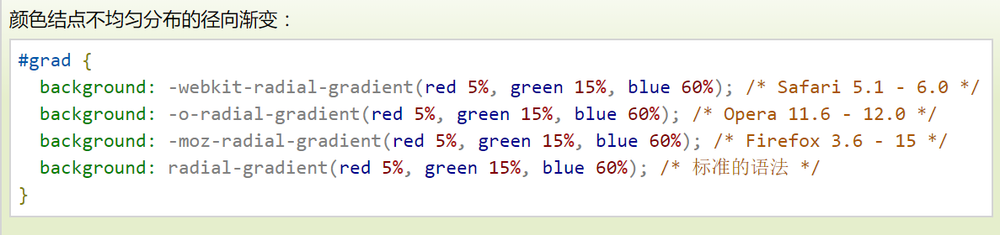 颜色结点不均匀分布的径向渐变：
#grad {
  background: -webkit-radial-gradient(red 5%, green 15%, blue 60%); /* Safari 5.1 - 6.0 */
  background: -o-radial-gradient(red 5%, green 15%, blue 60%); /* Opera 11.6 - 12.0 */
  background: -moz-radial-gradient(red 5%, green 15%, blue 60%); /* Firefox 3.6 - 15 */
  background: radial-gradient(red 5%, green 15%, blue 60%); /* 标准的语法 */
}